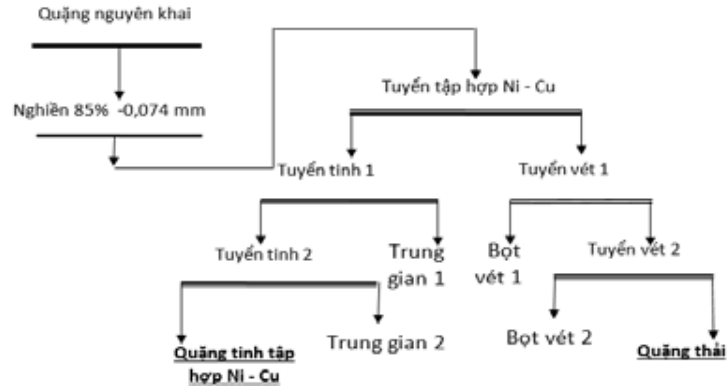 Quặng nguyên khai
Nghiền 85% -0,074 mm
Tuyển tập hợp Ni - Cu
Tuyển tinh 1
Tuyển vét 1
Tuyển tinh 2
Trung
gian 1
Bọt
vét 1
Tuyển vét 2
Quặng tinh tập
hợp Ni - Cu
Trung gian 2
Bọt vét 2
Quặng thải